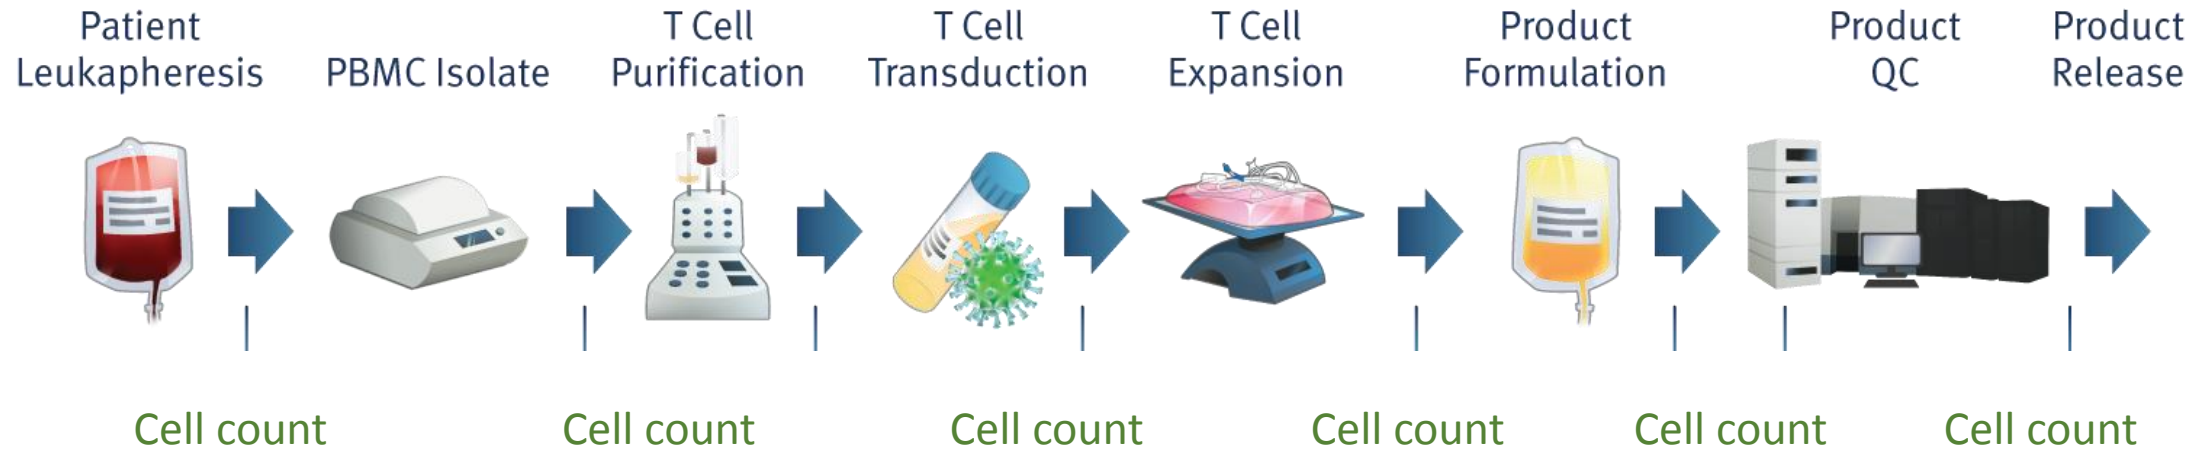 Patient
Leukapheresis
PBMC Isolate
T Cell
Purification
T Cell
Transduction
T Cell
Expansion
Product
Formulation
Product
QC
Product
Release
Cell count
Cell count
Cell count
Cell count
Cell count
Cell count